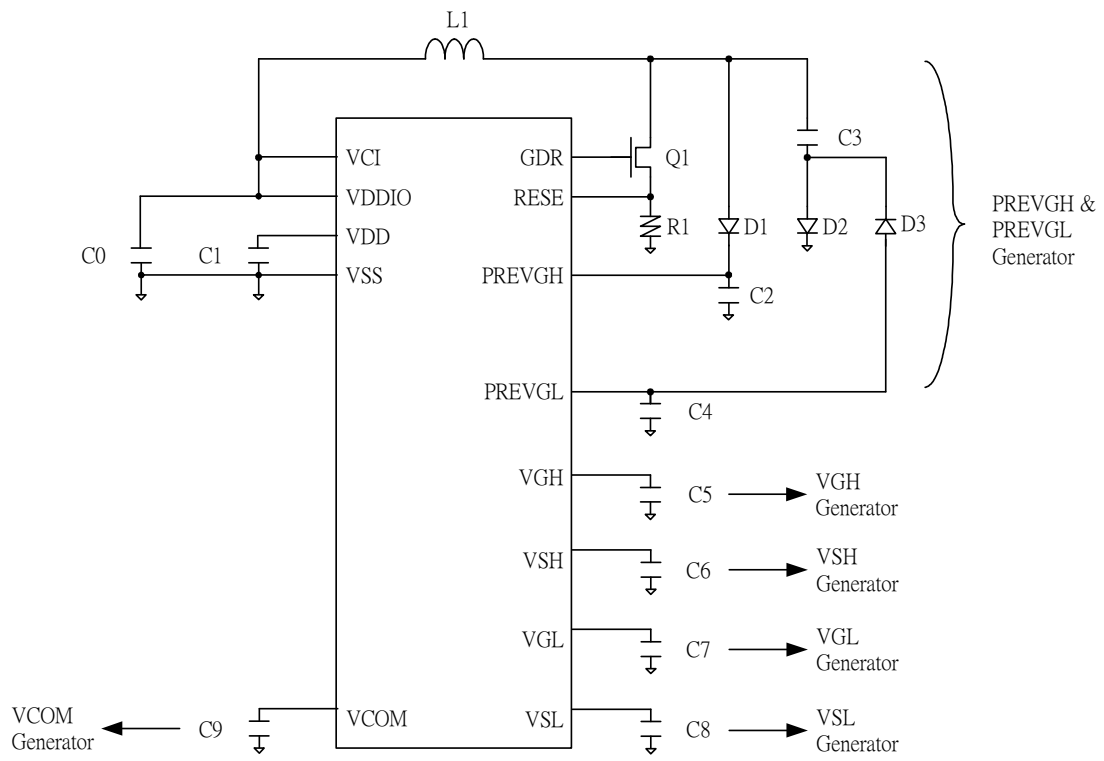 L1
VCI
GDR
Q1
C3
VDDIO
RESE
VDD
R1
D1
D2
D3
C0
C1
VSS
PREVGH
C2
PREVGH &
PREVGL
Generator
PREVGL
C4
VGH
C5
VGH
Generator
VSH
C6
VSH
Generator
VGL
C7
VGL
Generator
VCOM
Generator
C9
VCOM
VSL
C8
VSL
Generator